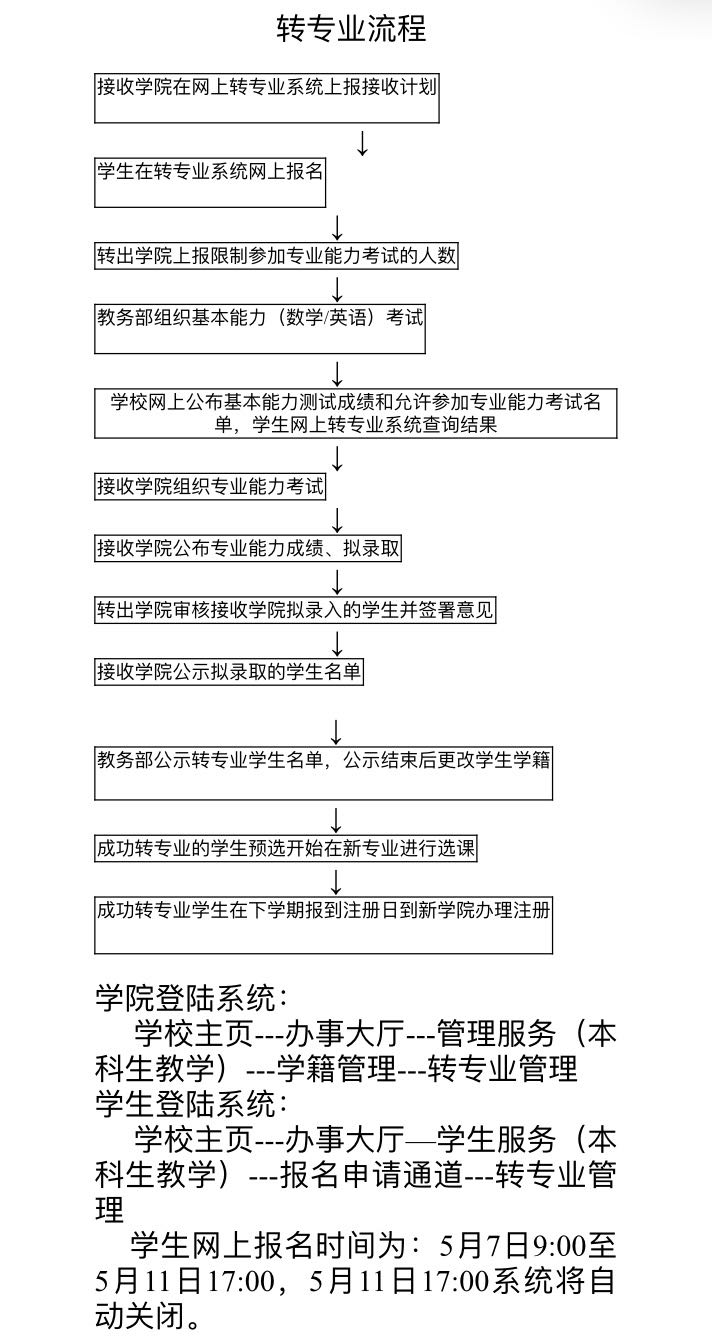 转专业流程
接收学院在网上转专业系统上报接收计划
↓
学生在转专业系统网上报名
↓
转出学院上报限制参加专业能力考试的人数
↓
教务部组织基本能力（数学/英语）考试
↓
学校网上公布基本能力测试成绩和允许参加专业能力考试名
单，学生网上转专业系统查询结果
↓
接收学院组织专业能力考试
↓
接收学院公布专业能力成绩、拟录取
↓
转出学院审核接收学院拟录入的学生并签署意见
↓
接收学院公示拟录取的学生名单
↓
教务部公示转专业学生名单，公示结束后更改学生学籍
↓
成功转专业的学生预选开始在新专业进行选课
↓
成功转专业学生在下学期报到注册日到新学院办理注册
学院登陆系统：
学校主页---办事大厅---管理服务（本
科生教学）---学籍管理---转专业管理
学生登陆系统：
学校主页---办事大厅—学生服务（本
科生教学）---报名申请通道---转专业管
理
学生网上报名时间为：5月7日9:00至
5月11日17:00，5月11日17:00系统将自
动关闭。